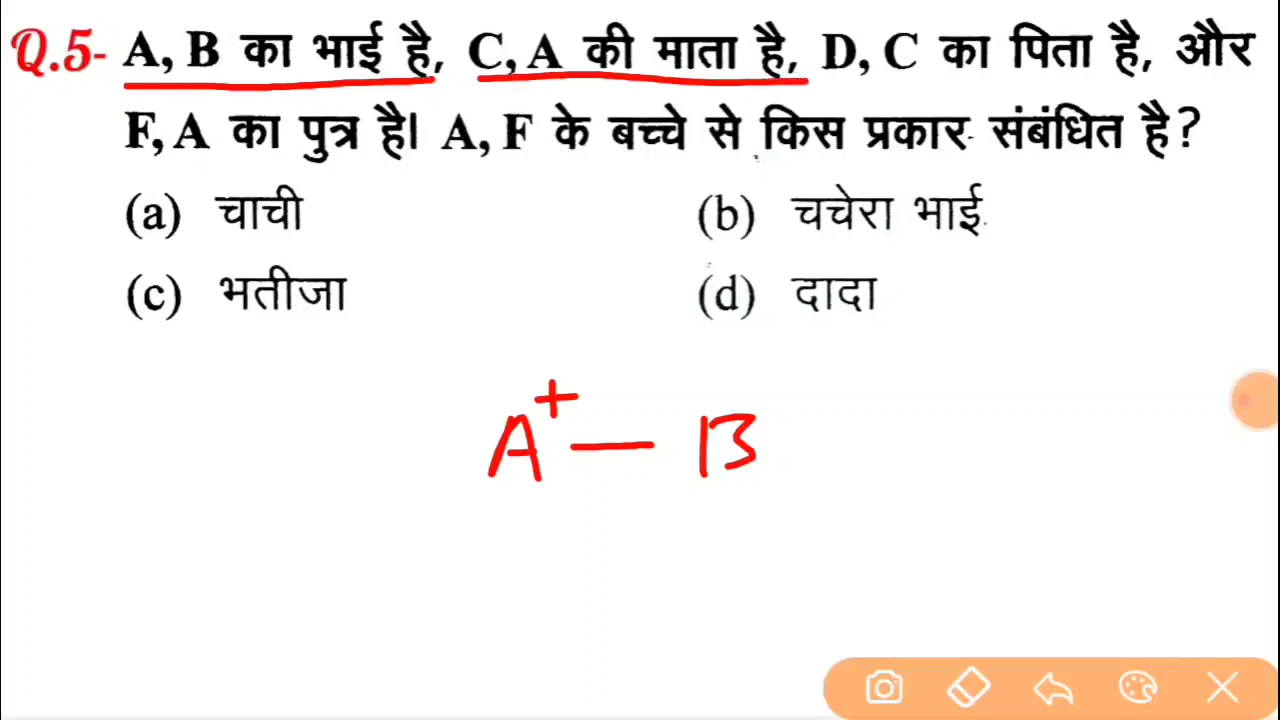 Q.5- A, B का भाई है, C, A की माता है, D, C का पिता है, और
F, A का पुत्र है। A, F के बच्चे से किस प्रकार संबंधित है?
(a) चाची (b) चचेरा भाई
(c) भतीजा (d) दादा
A+ — B